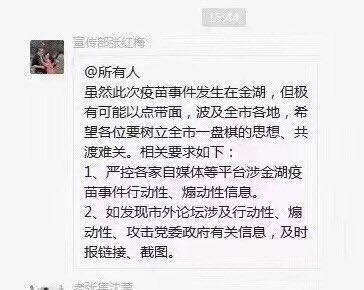 15:44
宣传部张红梅
@所有人
虽然此次疫苗事件发生在金湖，但极
有可能以点带面，波及全市各地，希
望各位要树立全市一盘棋的思想、共
渡难关。相关要求如下：
1、严控各家自媒体等平台涉金湖疫
苗事件行动性、煽动性信息。
2、如发现市外论坛涉及行动性、煽
动性、攻击党委政府有关信息，及时
报链接、截图。